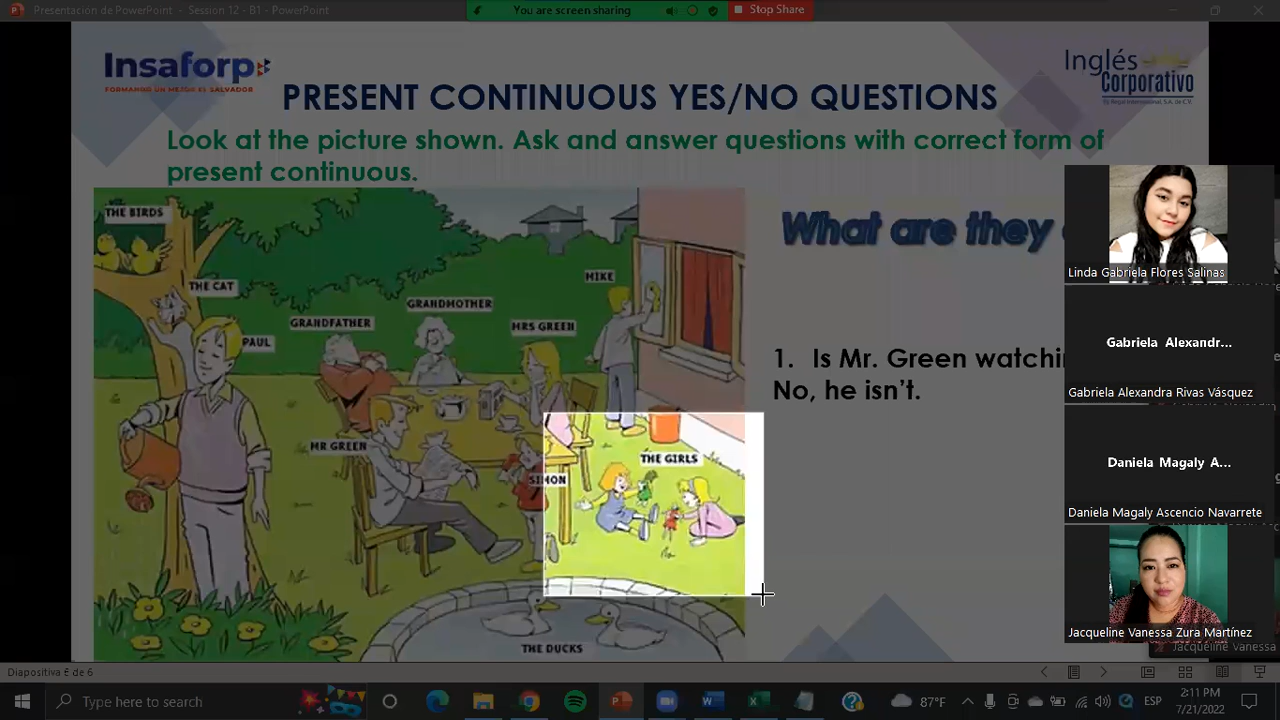 Presentación de PowerPoint - Session 12 - B1 - PowerPoint
You are screen sharing
Stop Share
Insaforp
FORMANDO UN MEJOR EL SALVADOR
Inglés
Corporativo
PRESENT CONTINUOUS YES/NO QUESTIONS
Look at the picture shown. Ask and answer questions with correct form of
present continuous.
THE BIRDS
THE CAT
PAUL
GRANDFATHER
GRANDMOTHER
MRS GREEN
MIKE
MR GREEN
SIMON
THE GIRLS
THE DUCKS
What are they
1. Is Mr. Green watchin
No, he isn't.
Linda Gabriela Flores Salinas
Gabriela Alexandr...
Gabriela Alexandra Rivas Vásquez
Daniela Magaly A...
Daniela Magaly Ascencio Navarrete
Jacqueline Vanessa Zura Martínez
Jacqueline Vanessa
Diapositiva 6 de 6
Type here to search
87°F
ESP
2:11 PM
7/21/2022